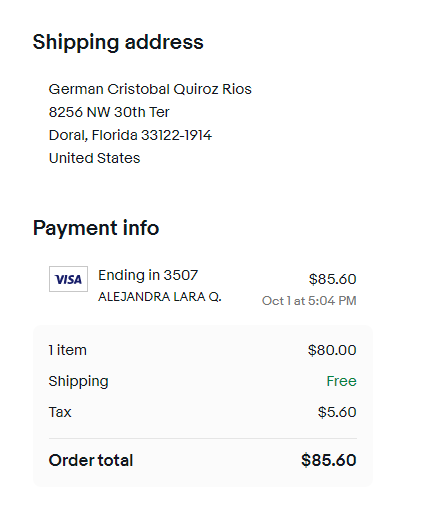 Shipping address
German Cristobal Quiroz Rios
8256 NW 30th Ter
Doral, Florida 33122-1914
United States
Payment info
VISA Ending in 3507 $85.60
ALEJANDRA LARA Q. Oct 1 at 5:04 PM
1 item $80.00
Shipping Free
Tax $5.60
Order total $85.60